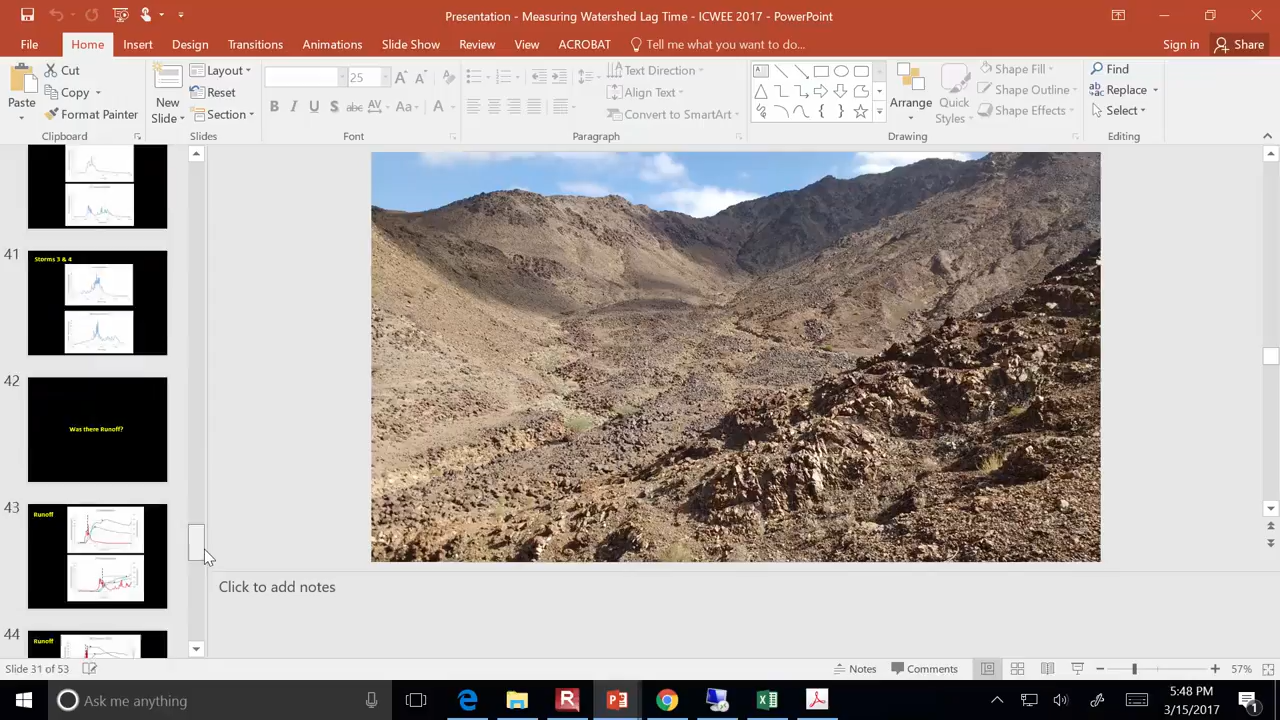 Presentation - Measuring Watershed Lag Time - ICWEE 2017 - PowerPoint
File Home Insert Design Transitions Animations Slide Show Review View ACROBAT Tell me what you want to do... Sign in Share
Paste
Cut
Copy
Format Painter
Clipboard
New Slide
Layout
Reset
Section
Slides
25
B I U S abc AV Aa A
Font
Paragraph
Text Direction
Align Text
Convert to SmartArt
Arrange
Quick Styles
Shape Fill
Shape Outline
Shape Effects
Drawing
Find
Replace
Select
Editing
41
Storms 3 & 4
42
Was there Runoff?
43
Runoff
44
Runoff
Click to add notes
Slide 31 of 53
Notes
Comments
57%
Ask me anything
5:48 PM
3/15/2017
1